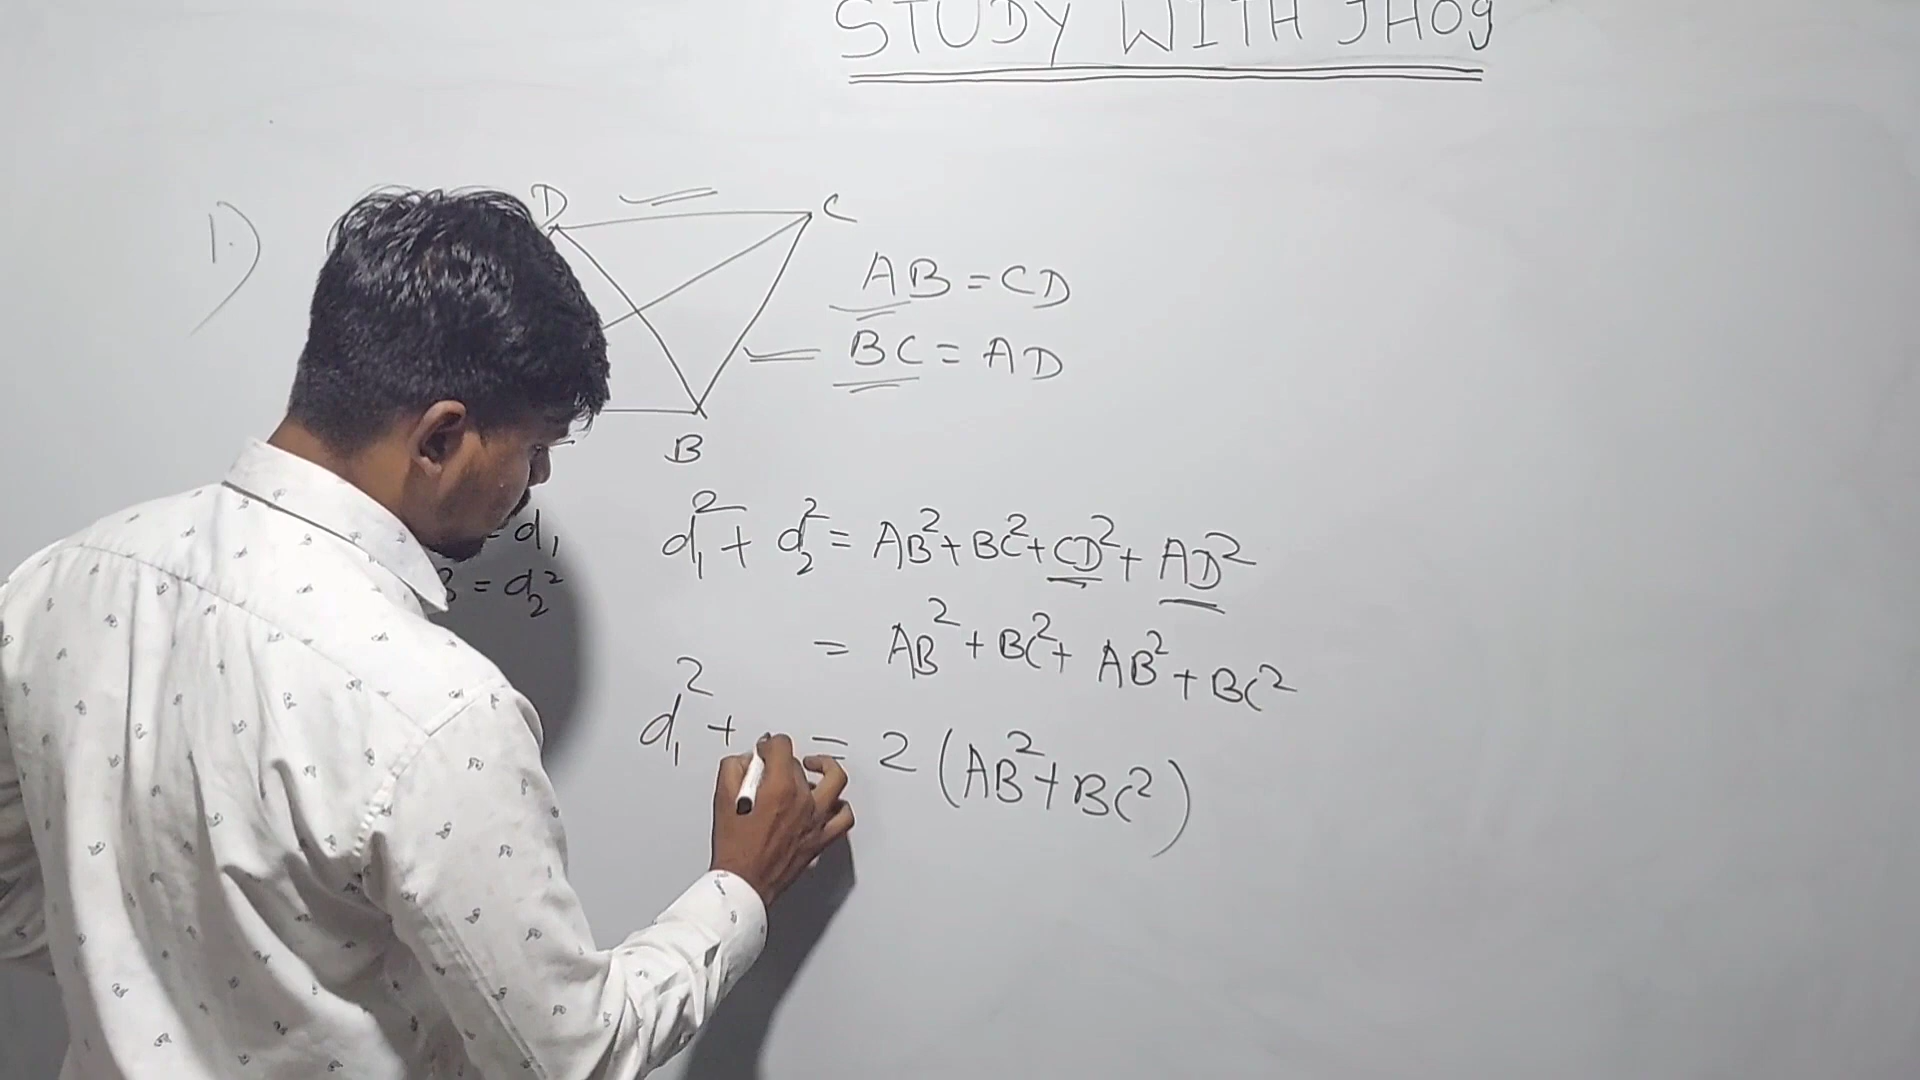 STUDY WITH JHOg
1)
D C
AB = CD
BC = AD
B
d₁² + d₂² = AB² + BC² + CD² + AD²
= d₁
B = d₂²
= AB² + BC² + AB² + BC²
d₁² + = 2 (AB² + BC²)